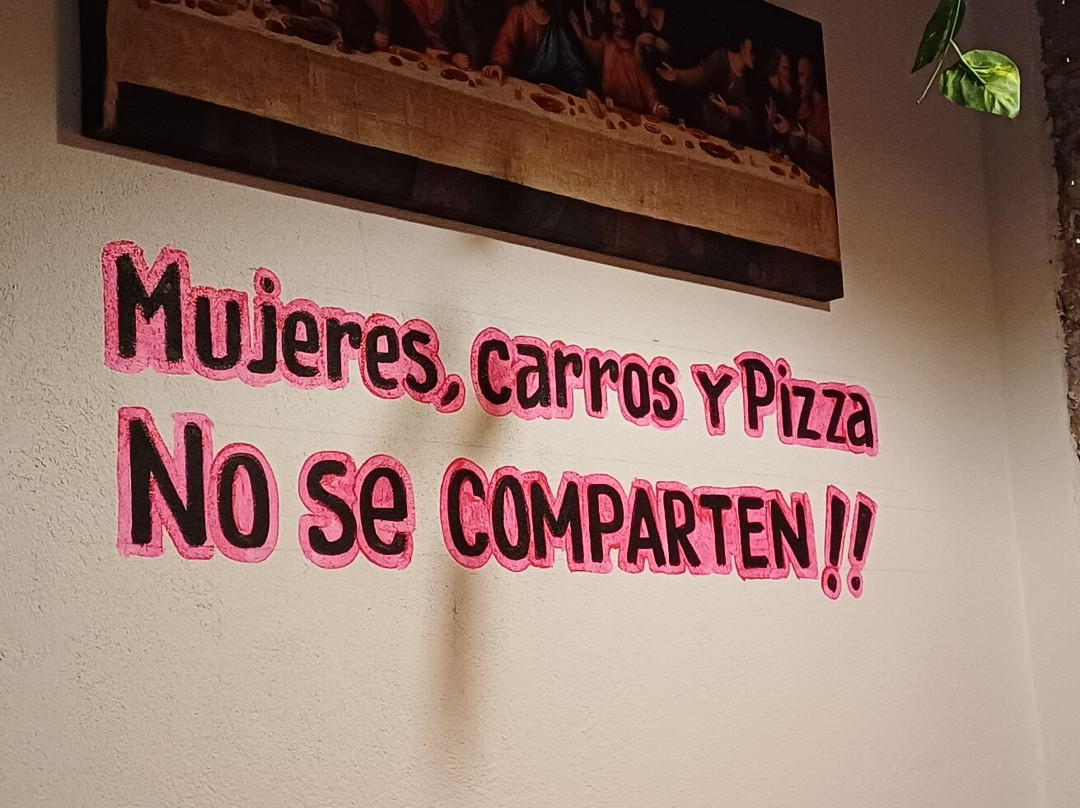 Mujeres, carros y Pizza
No se COMPARTEN!!